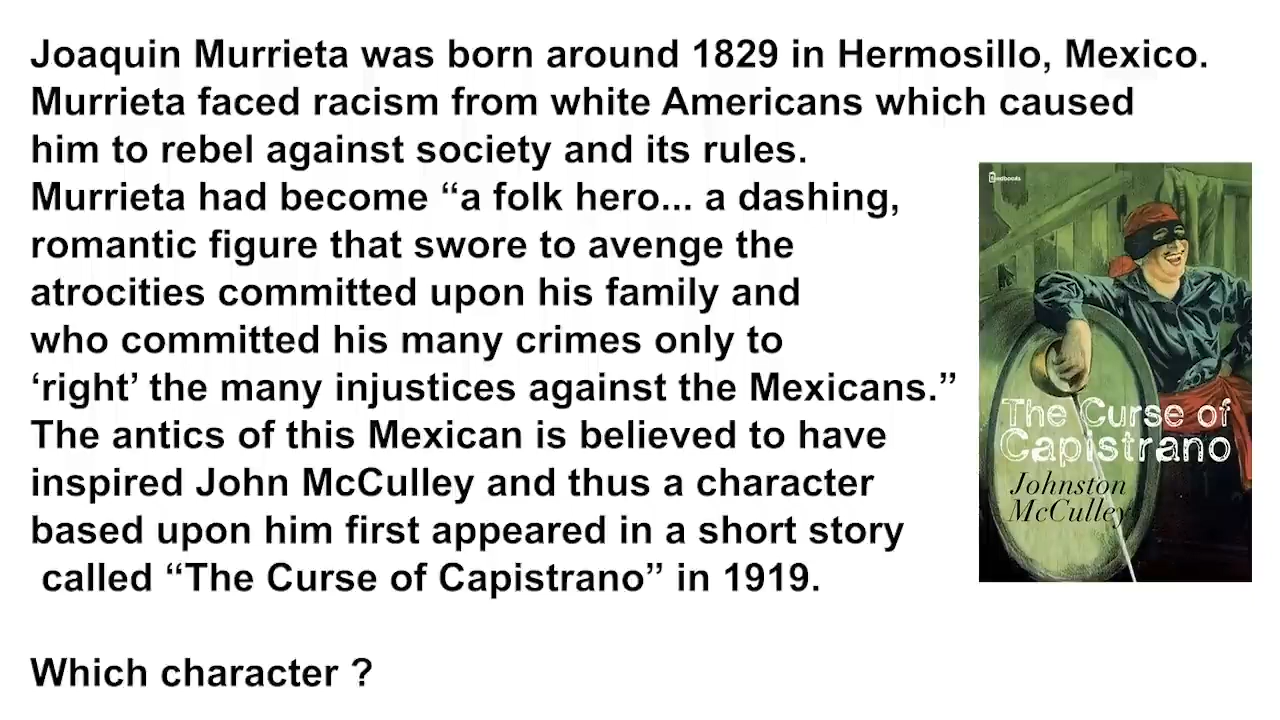 Joaquin Murrieta was born around 1829 in Hermosillo, Mexico.
Murrieta faced racism from white Americans which caused
him to rebel against society and its rules.
Murrieta had become “a folk hero... a dashing,
romantic figure that swore to avenge the
atrocities committed upon his family and
who committed his many crimes only to
‘right’ the many injustices against the Mexicans.”
The antics of this Mexican is believed to have
inspired John McCulley and thus a character
based upon him first appeared in a short story
called “The Curse of Capistrano” in 1919.
Which character ?
feedbooks
The Curse of
Capistrano
Johnston
McCulley